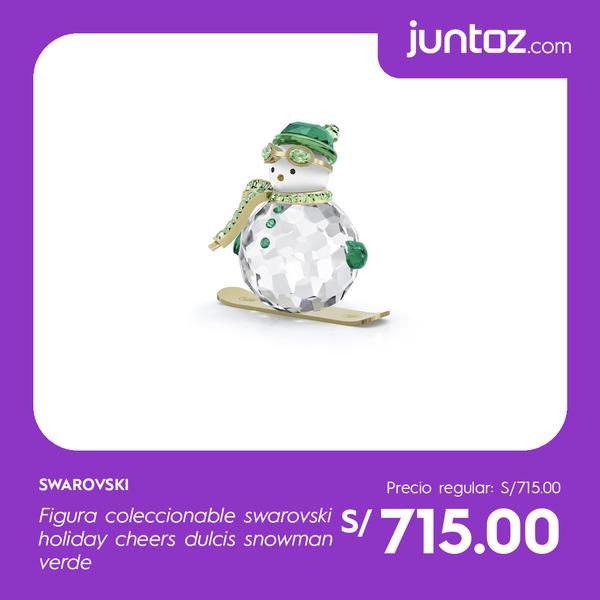 juntoz.com
SWAROVSKI
Figura coleccionable swarovski
holiday cheers dulcis snowman
verde
Precio regular: S/715.00
S/ 715.00